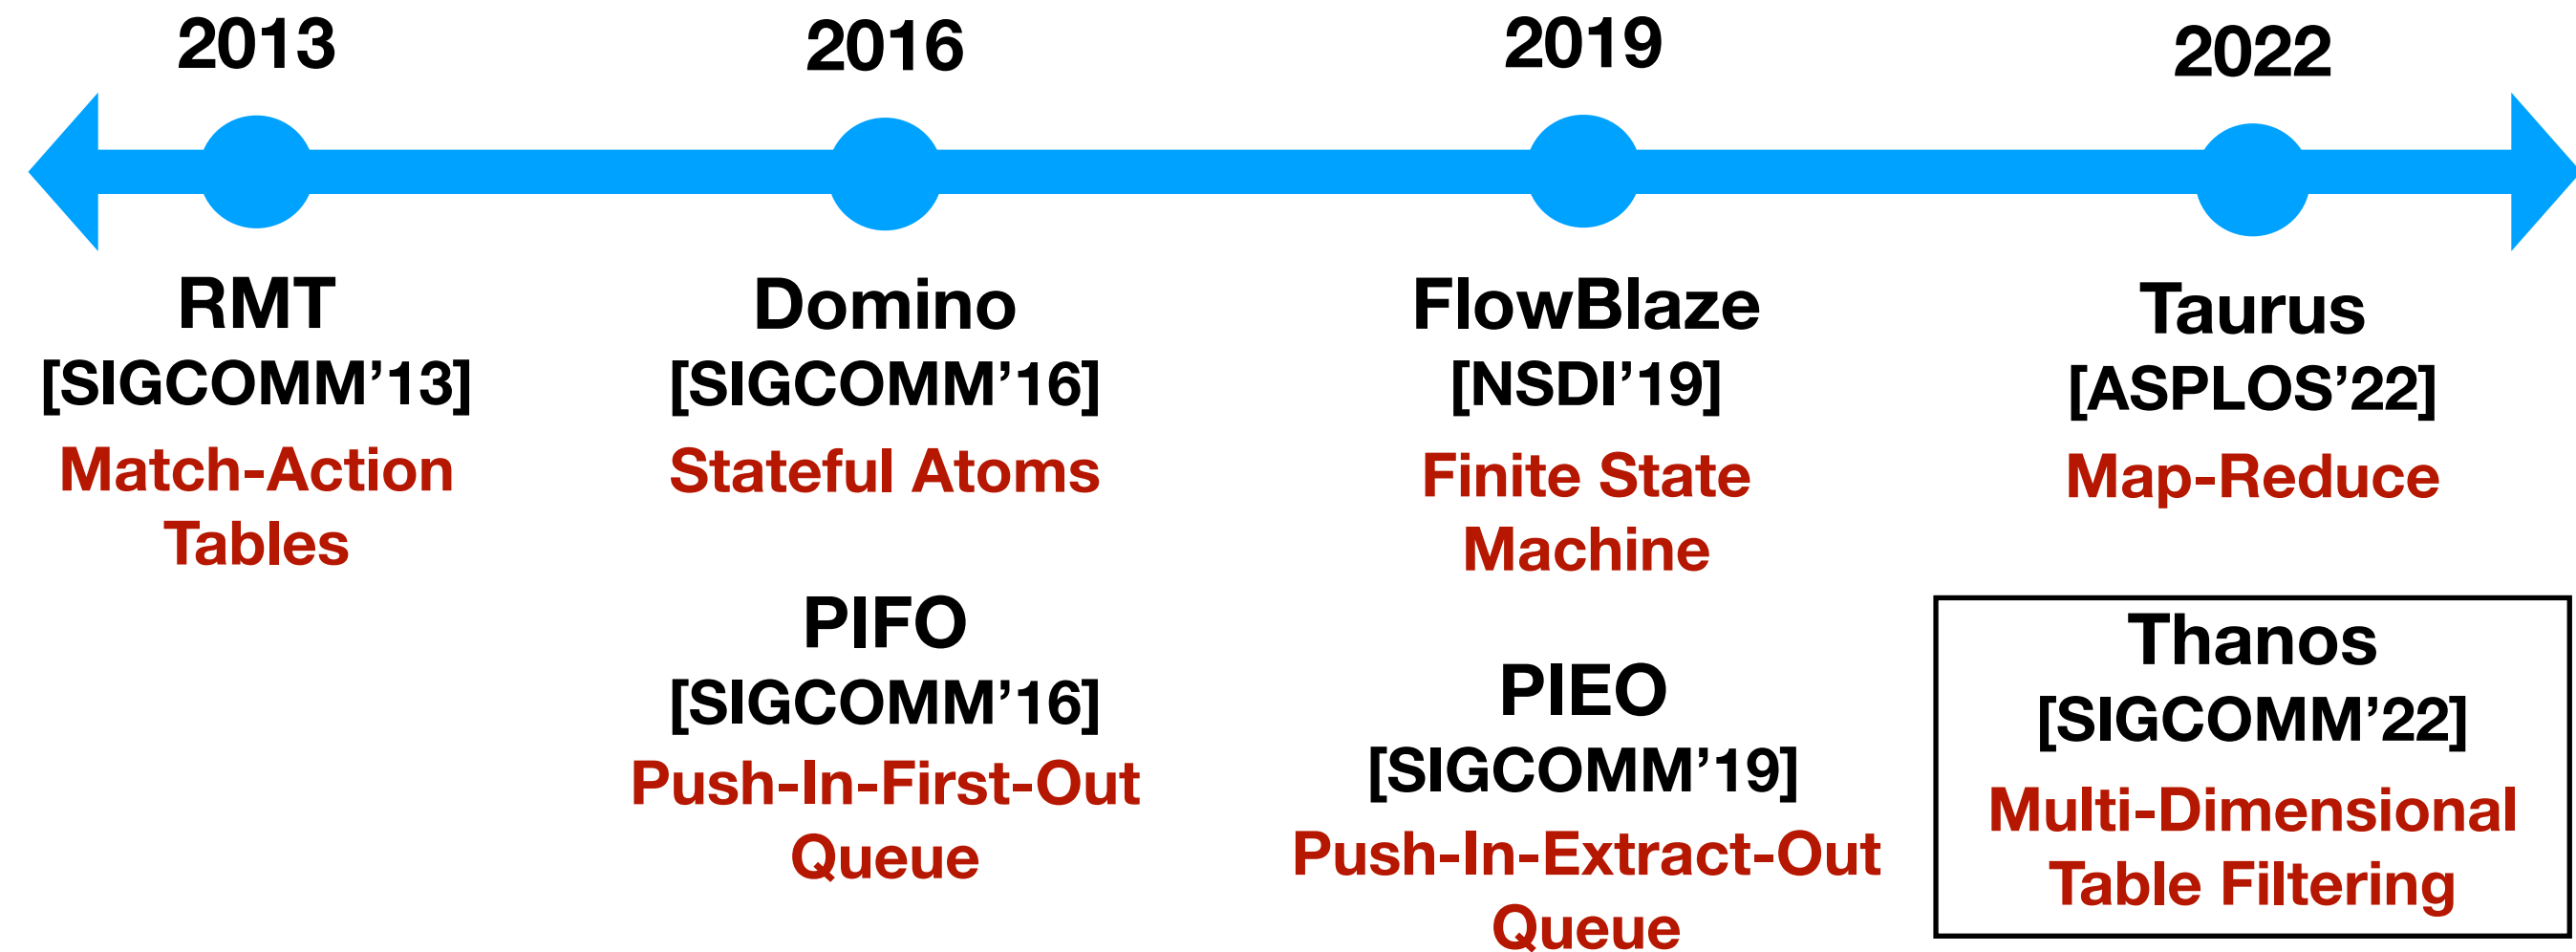 2013
2016
2019
2022
RMT
[SIGCOMM’13]
Match-Action
Tables
Domino
[SIGCOMM’16]
Stateful Atoms
PIFO
[SIGCOMM’16]
Push-In-First-Out
Queue
FlowBlaze
[NSDI’19]
Finite State
Machine
PIEO
[SIGCOMM’19]
Push-In-Extract-Out
Queue
Taurus
[ASPLOS’22]
Map-Reduce
Thanos
[SIGCOMM’22]
Multi-Dimensional
Table Filtering